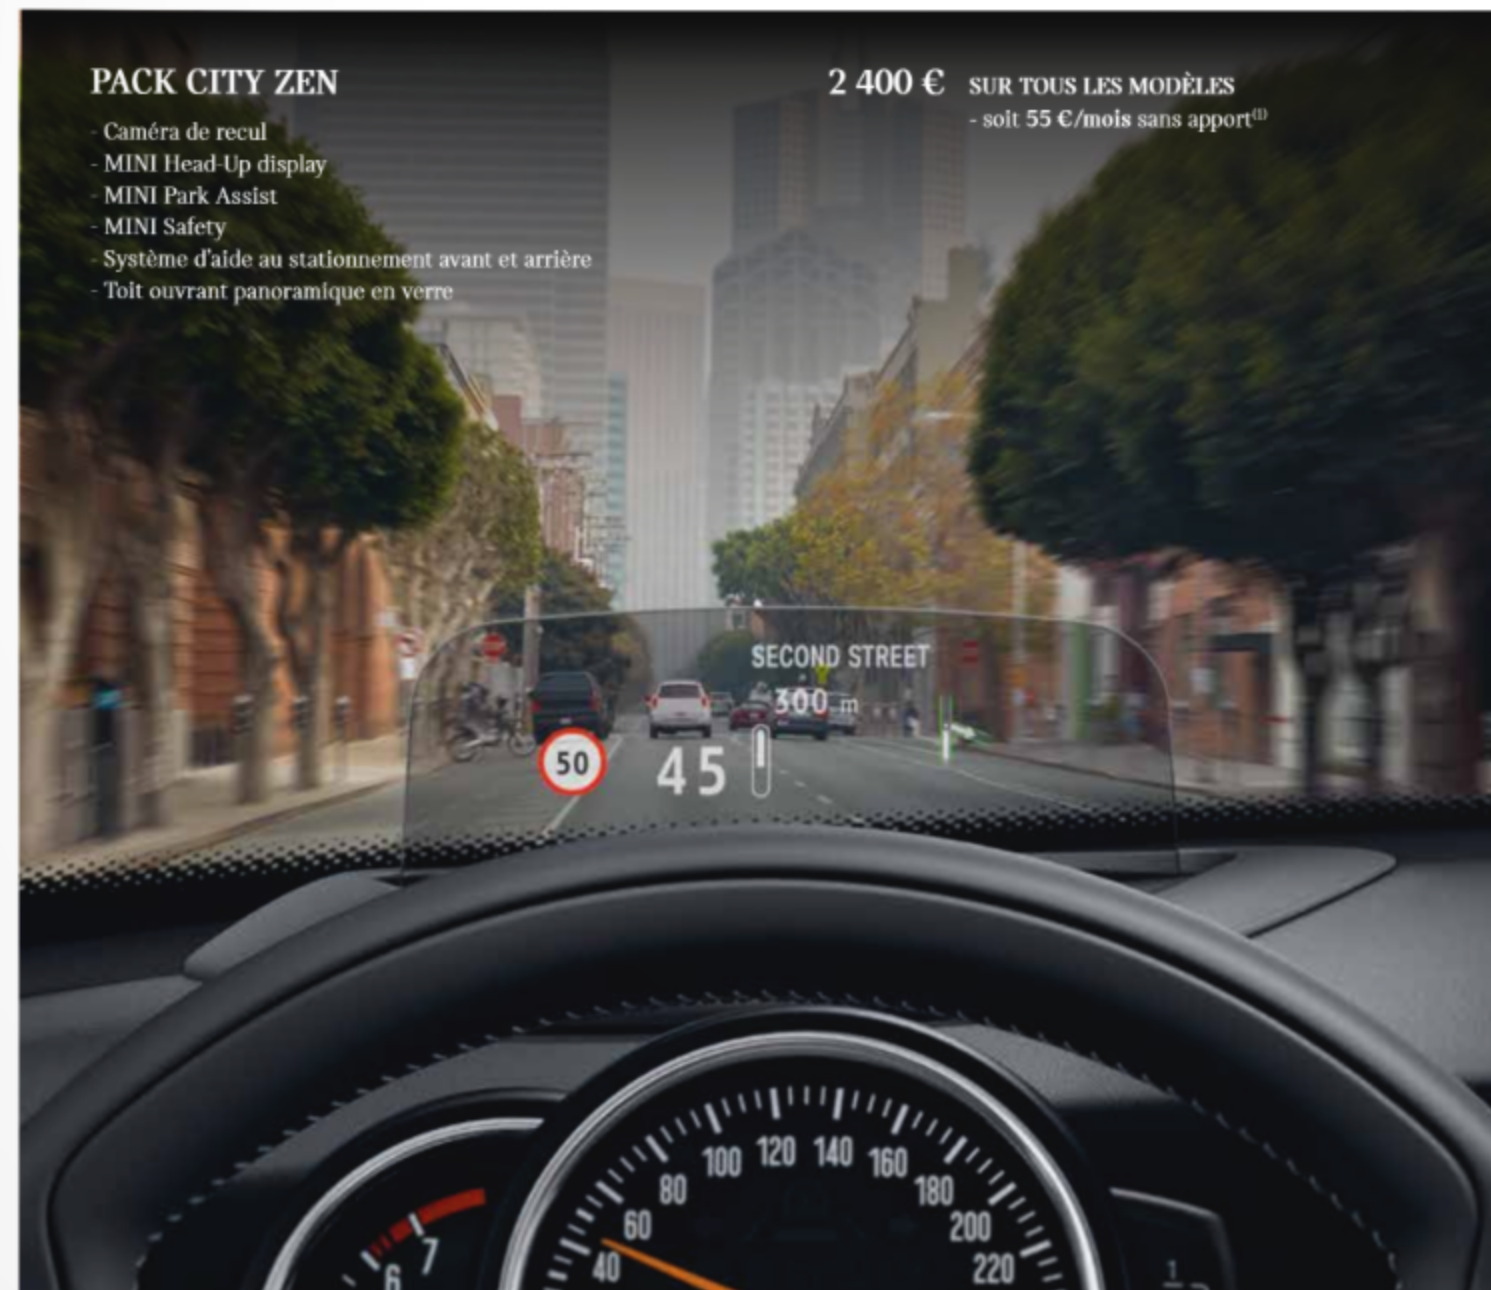 PACK CITY ZEN
- Caméra de recul
- MINI Head-Up display
- MINI Park Assist
- MINI Safety
- Système d'aide au stationnement avant et arrière
- Toit ouvrant panoramique en verre
2 400 € SUR TOUS LES MODÈLES
- soit 55 €/mois sans apport(1)
SECOND STREET
300 m
50
45
100 120 140 160
80 180
60 200
40 220
7
6
1